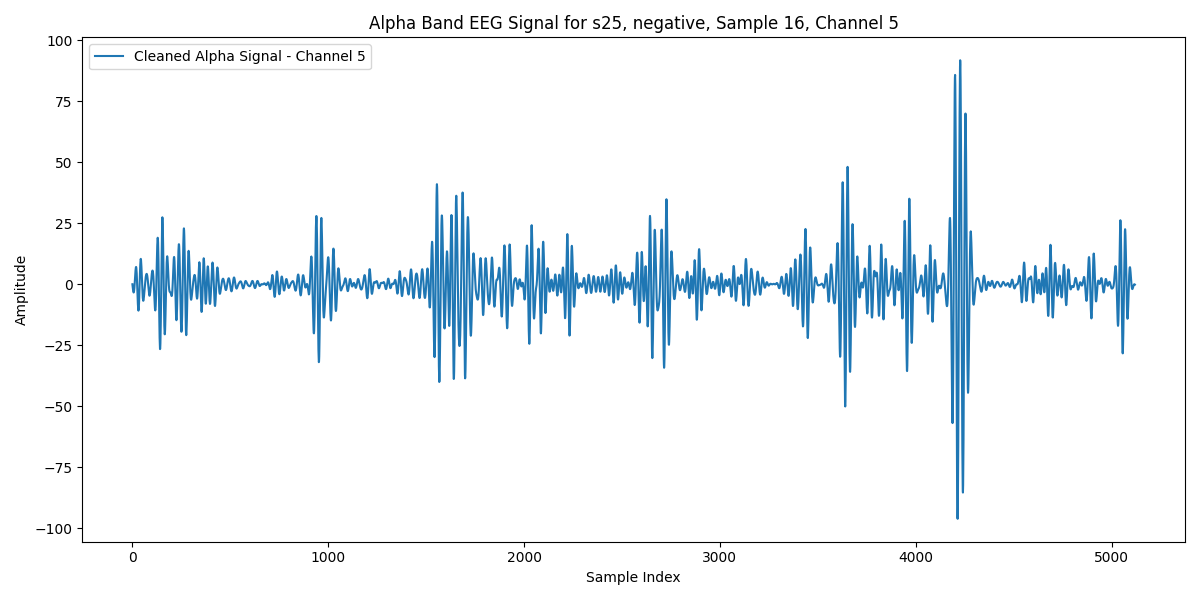 Alpha Band EEG Signal for s25, negative, Sample 16, Channel 5
Cleaned Alpha Signal - Channel 5
Amplitude
100
75
50
25
0
−25
−50
−75
−100
0 1000 2000 3000 4000 5000
Sample Index